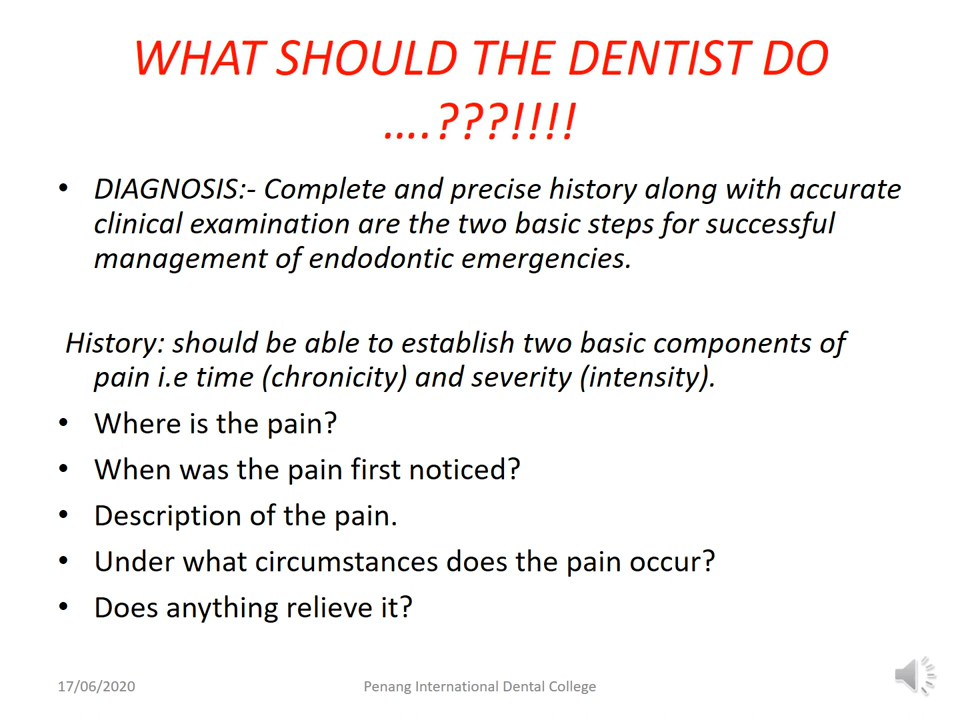 WHAT SHOULD THE DENTIST DO
....???!!!!
• DIAGNOSIS:- Complete and precise history along with accurate
clinical examination are the two basic steps for successful
management of endodontic emergencies.
History: should be able to establish two basic components of
pain i.e time (chronicity) and severity (intensity).
• Where is the pain?
• When was the pain first noticed?
• Description of the pain.
• Under what circumstances does the pain occur?
• Does anything relieve it?
17/06/2020
Penang International Dental College